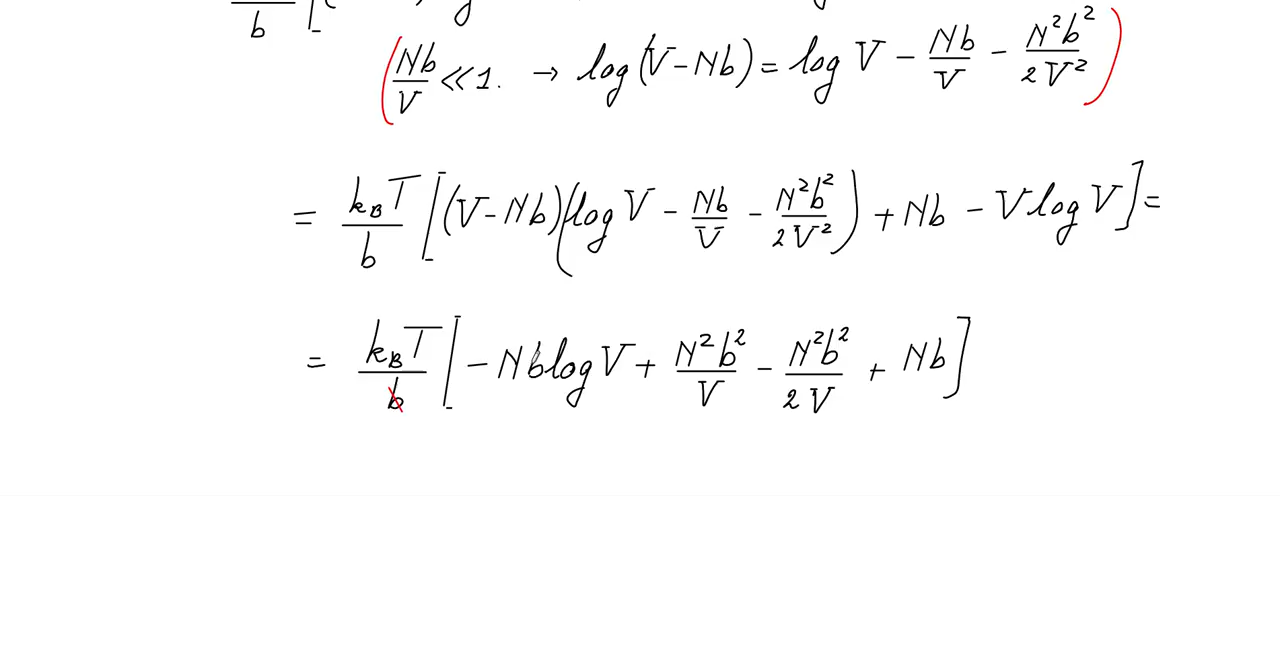 b [
(Nb/V ≪ 1. → log(V - Nb) = log V - Nb/V - N²b²/2V²)
= k_BT/b [(V - Nb)(log V - Nb/V - N²b²/2V²) + Nb - V log V] =
= k_BT/b [- Nb log V + N²b²/V - N²b²/2V + Nb]